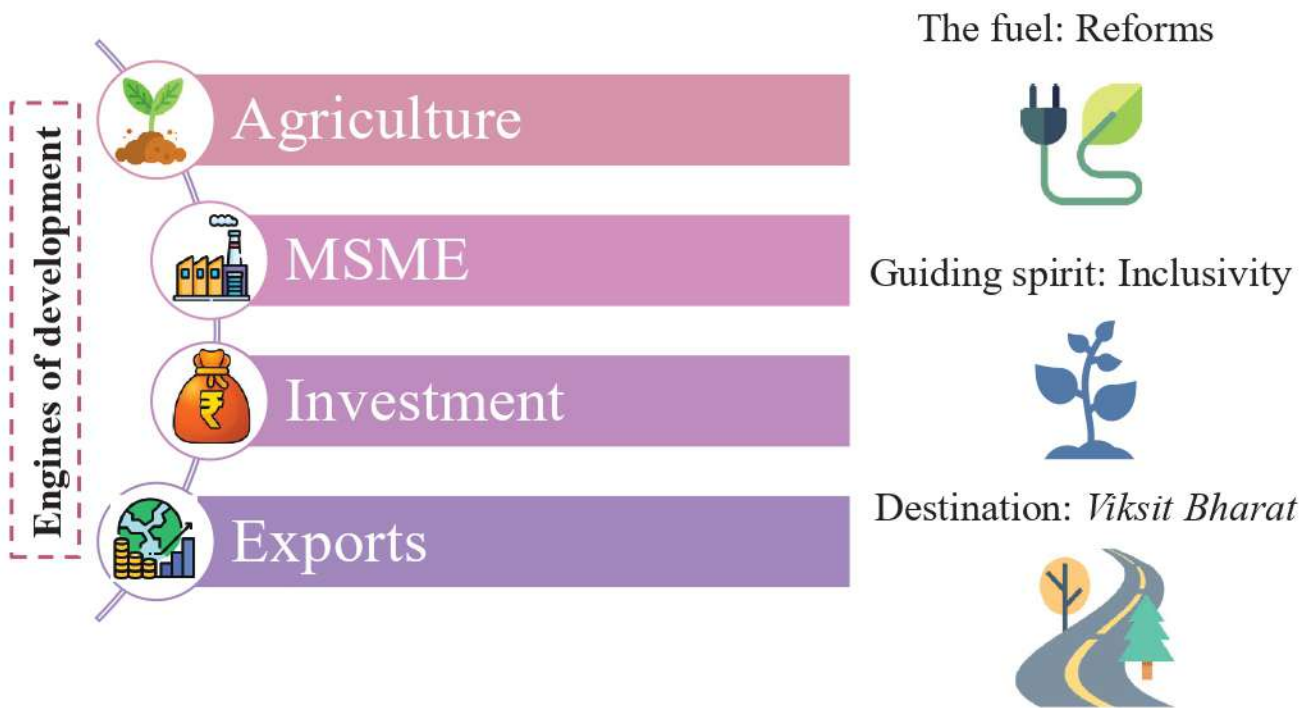 Engines of development
Agriculture
MSME
Investment
Exports
The fuel: Reforms
Guiding spirit: Inclusivity
Destination: Viksit Bharat
₹